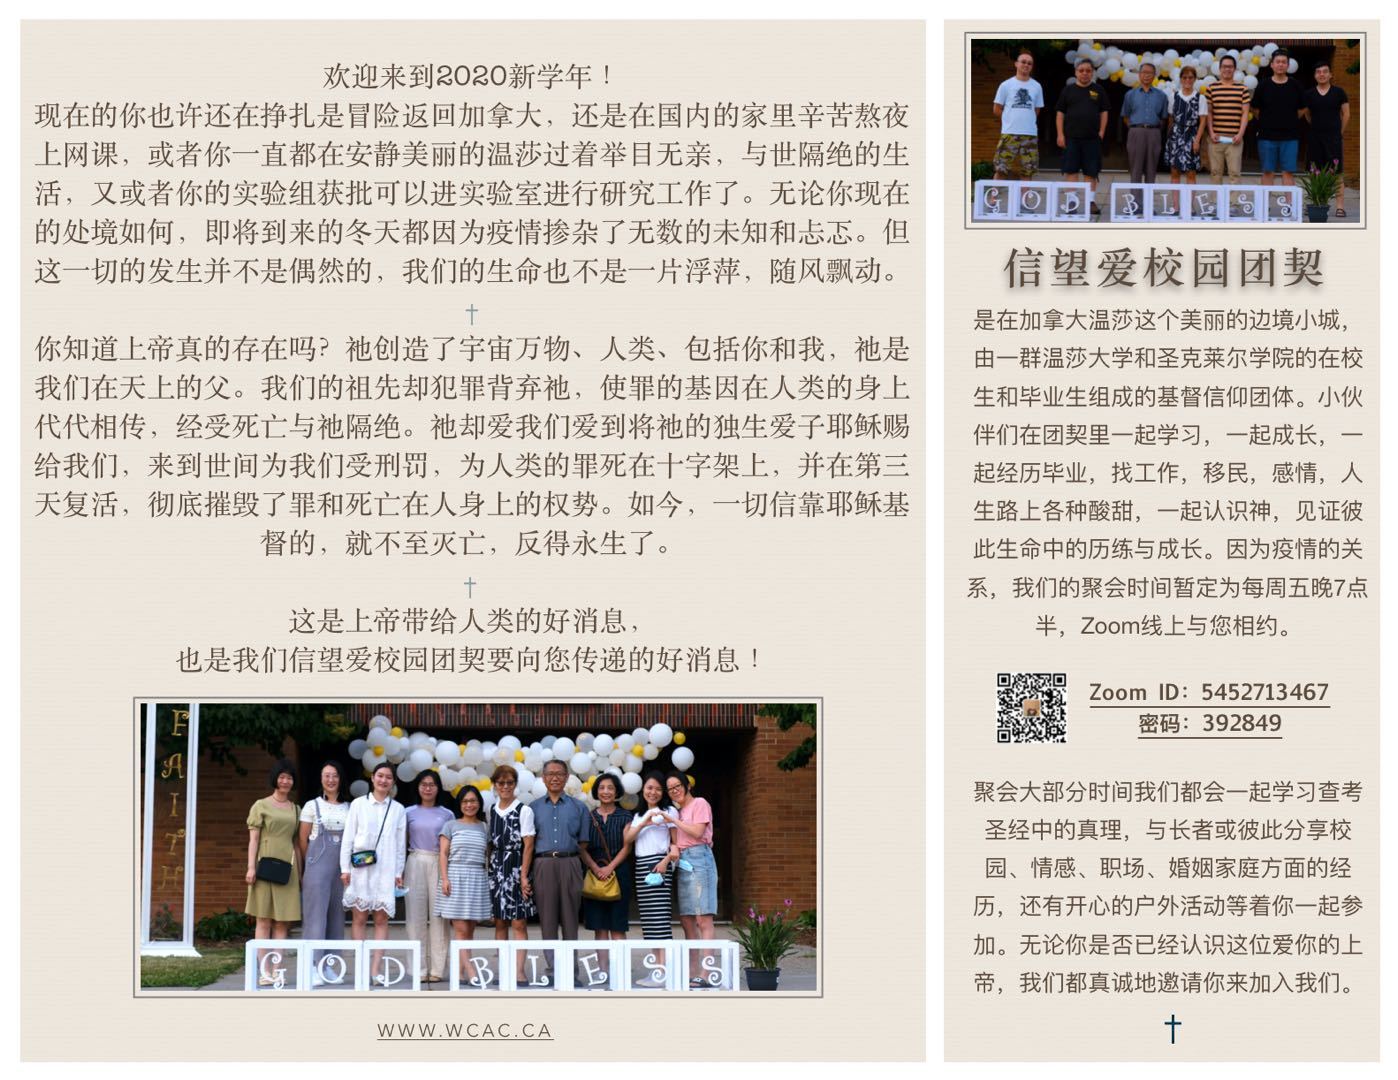 欢迎来到2020新学年！
现在的你也许还在挣扎是冒险返回加拿大，还是在国内的家里辛苦熬夜
上网课，或者你一直都在安静美丽的温莎过着举目无亲，与世隔绝的生
活，又或者你的实验组获批可以进实验室进行研究工作了。无论你现在
的处境如何，即将到来的冬天都因为疫情掺杂了无数的未知和忐忑。但
这一切的发生并不是偶然的，我们的生命也不是一片浮萍，随风飘动。
你知道上帝真的存在吗？祂创造了宇宙万物、人类、包括你和我，祂是
我们在天上的父。我们的祖先却犯罪背弃祂，使罪的基因在人类的身上
代代相传，经受死亡与祂隔绝。祂却爱我们爱到将祂的独生爱子耶稣赐
给我们，来到世间为我们受刑罚，为人类的罪死在十字架上，并在第三
天复活，彻底摧毁了罪和死亡在人身上的权势。如今，一切信靠耶稣基
督的，就不至灭亡，反得永生了。
这是上帝带给人类的好消息，
也是我们信望爱校园团契要向您传递的好消息！
FAITH
GOD BLESS
WWW.WCAC.CA
GOD BLESS
信望爱校园团契
是在加拿大温莎这个美丽的边境小城，
由一群温莎大学和圣克莱尔学院的在校
生和毕业生组成的基督信仰团体。小伙
伴们在团契里一起学习，一起成长，一
起经历毕业，找工作，移民，感情，人
生路上各种酸甜，一起认识神，见证彼
此生命中的历练与成长。因为疫情的关
系，我们的聚会时间暂定为每周五晚7点
半，Zoom线上与您相约。
Zoom ID：5452713467
密码：392849
聚会大部分时间我们都会一起学习查考
圣经中的真理，与长者或彼此分享校
园、情感、职场、婚姻家庭方面的经
历，还有开心的户外活动等着你一起参
加。无论你是否已经认识这位爱你的上
帝，我们都真诚地邀请你来加入我们。